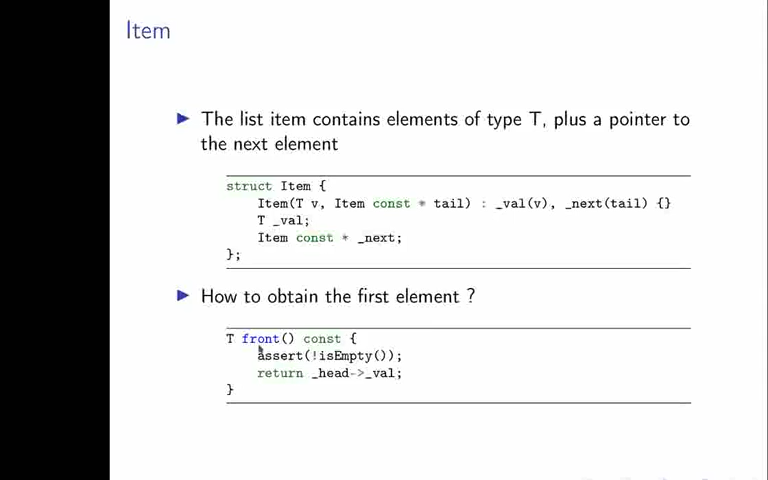 Item
▶ The list item contains elements of type T, plus a pointer to
the next element
struct Item {
Item(T v, Item const * tail) : _val(v), _next(tail) {}
T _val;
Item const * _next;
};
▶ How to obtain the first element ?
T front() const {
assert(!isEmpty());
return _head->_val;
}